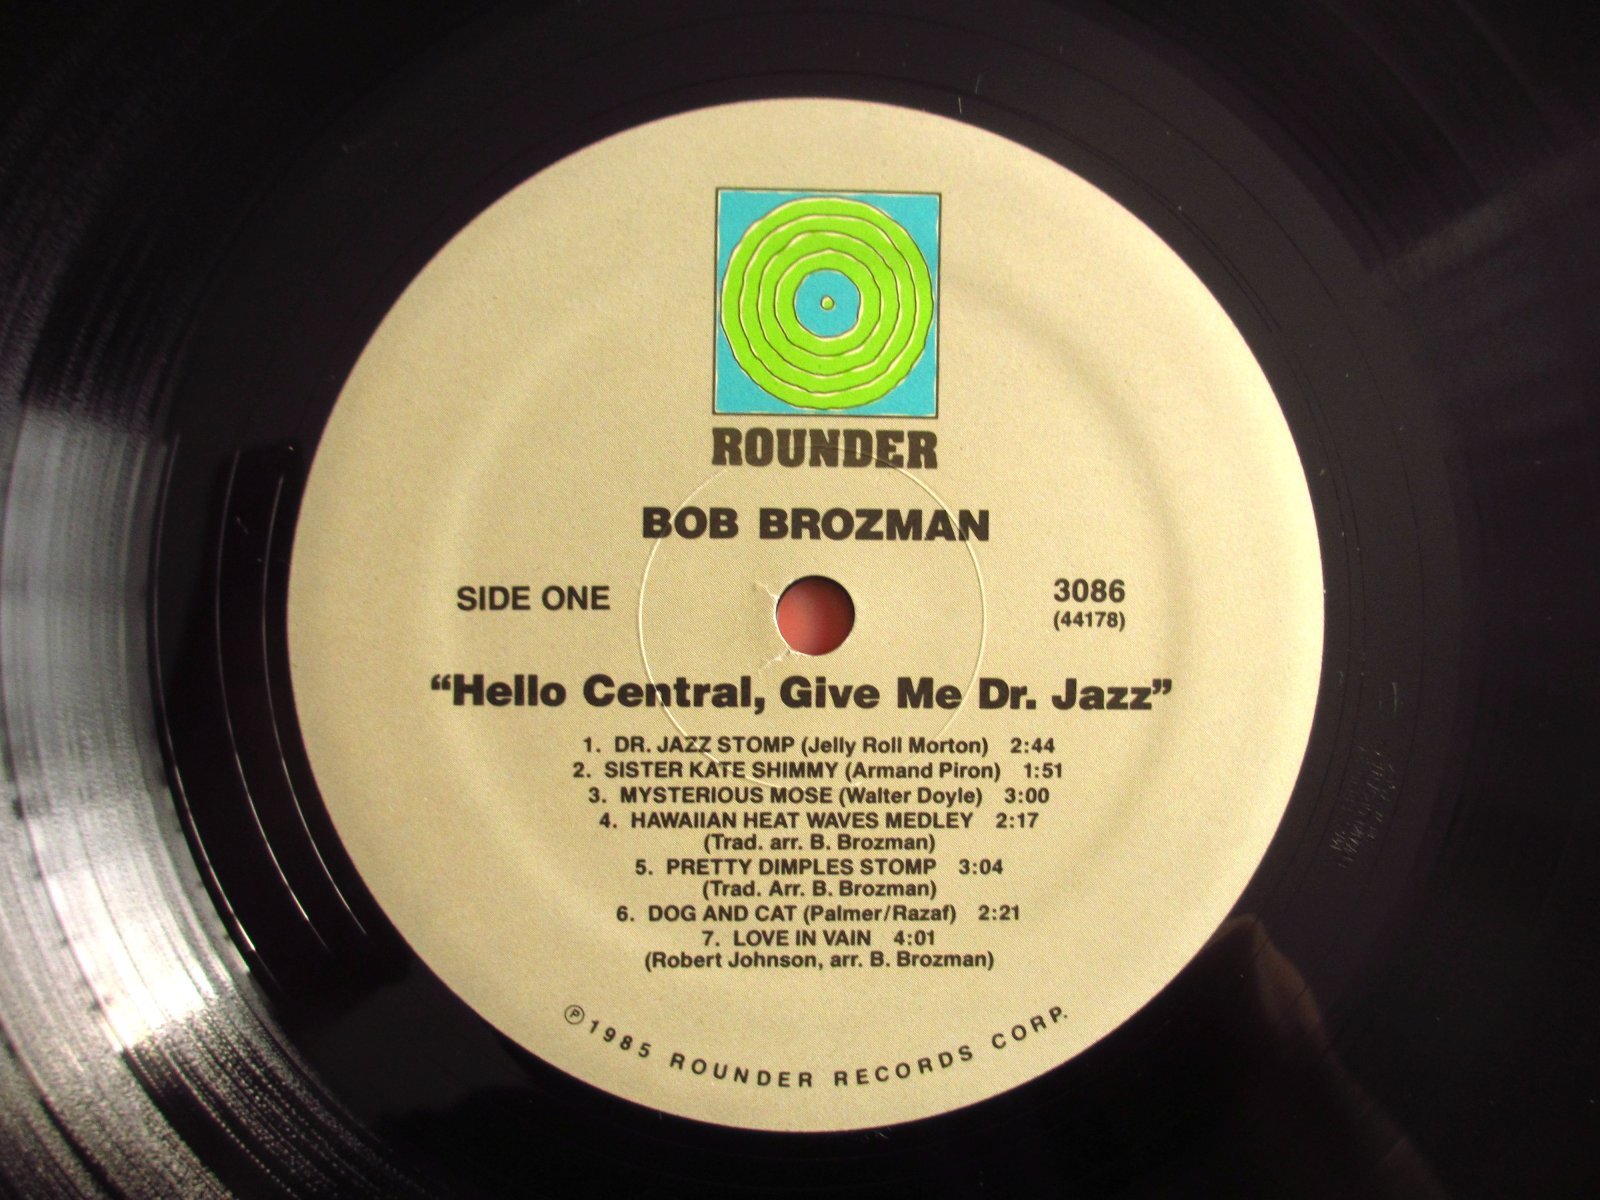 ROUNDER
BOB BROZMAN
SIDE ONE
3086
(44178)
“Hello Central, Give Me Dr. Jazz”
1. DR. JAZZ STOMP (Jelly Roll Morton) 2:44
2. SISTER KATE SHIMMY (Armand Piron) 1:51
3. MYSTERIOUS MOSE (Walter Doyle) 3:00
4. HAWAIIAN HEAT WAVES MEDLEY 2:17
(Trad. arr. B. Brozman)
5. PRETTY DIMPLES STOMP 3:04
(Trad. Arr. B. Brozman)
6. DOG AND CAT (Palmer/Razaf) 2:21
7. LOVE IN VAIN 4:01
(Robert Johnson, arr. B. Brozman)
℗1985 ROUNDER RECORDS CORP.